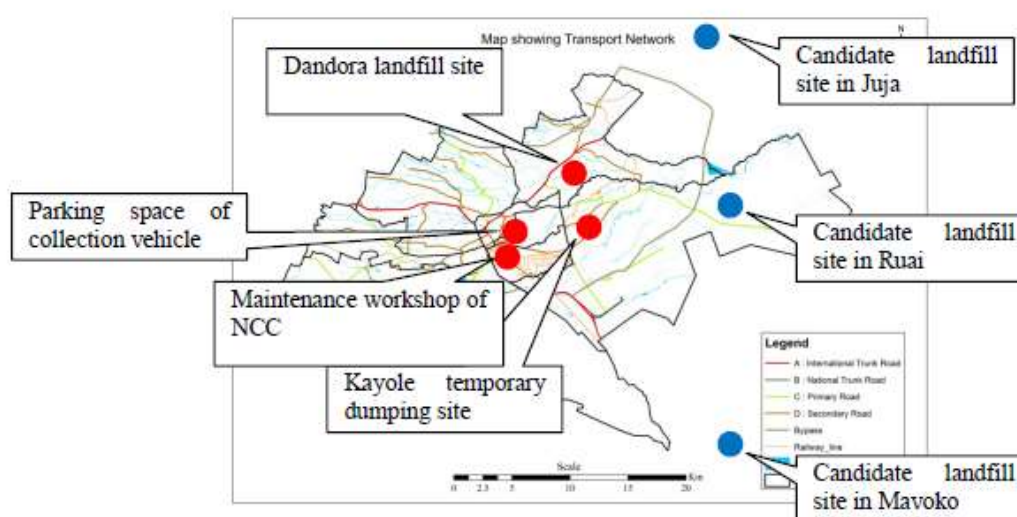 Map showing Transport Network
N
Dandora landfill site
Candidate landfill
site in Juja
Parking space of
collection vehicle
Candidate landfill
site in Ruai
Maintenance workshop of
NCC
Kayole temporary
dumping site
Legend
A : International Trunk Road
B : National Trunk Road
C : Primary Road
D : Secondary Road
Bypass
Railway_line
Scale
0 2.5 5 10 15 20 Km
Candidate landfill
site in Mavoko